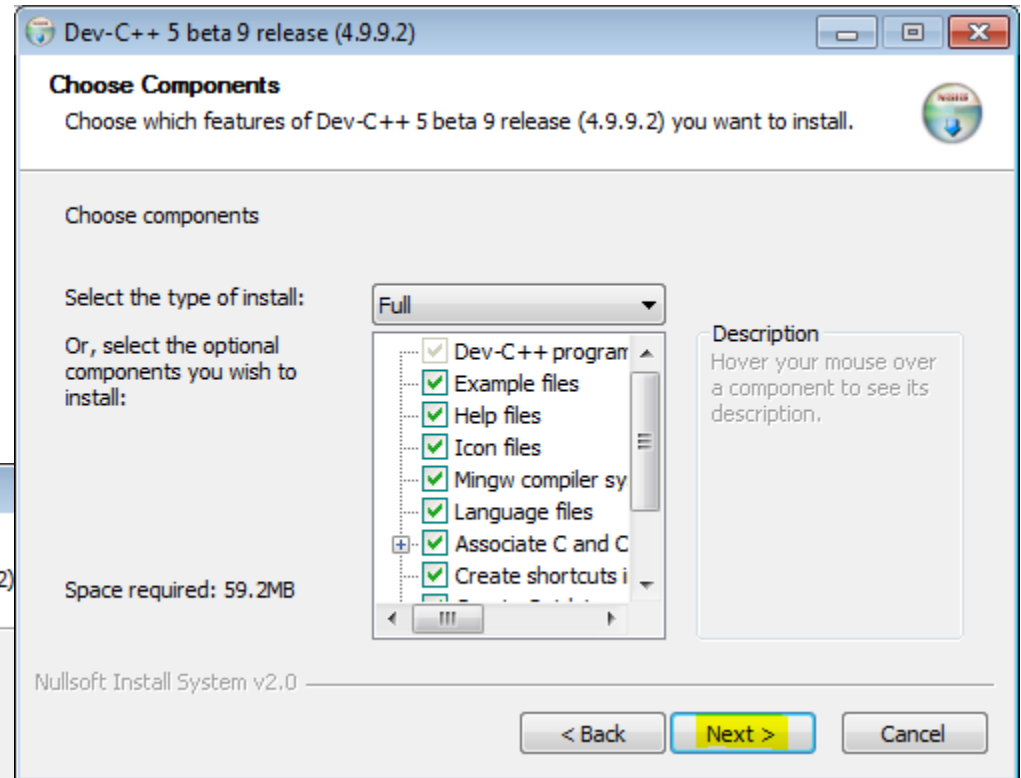 Dev-C++ 5 beta 9 release (4.9.9.2)
Choose Components
Choose which features of Dev-C++ 5 beta 9 release (4.9.9.2) you want to install.
Choose components
Select the type of install:
Full
Or, select the optional
components you wish to
install:
Dev-C++ program
Example files
Help files
Icon files
Mingw compiler sy
Language files
Associate C and C
Create shortcuts i
Description
Hover your mouse over
a component to see its
description.
2)
Space required: 59.2MB
Nullsoft Install System v2.0
< Back
Next >
Cancel